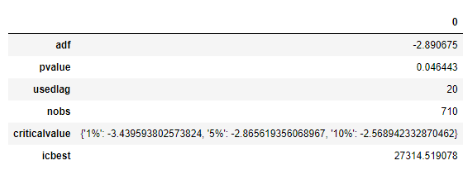 0
adf -2.890675
pvalue 0.046443
usedlag 20
nobs 710
criticalvalue {'1%': -3.439593802573824, '5%': -2.865619356068967, '10%': -2.568942332870462}
icbest 27314.519078